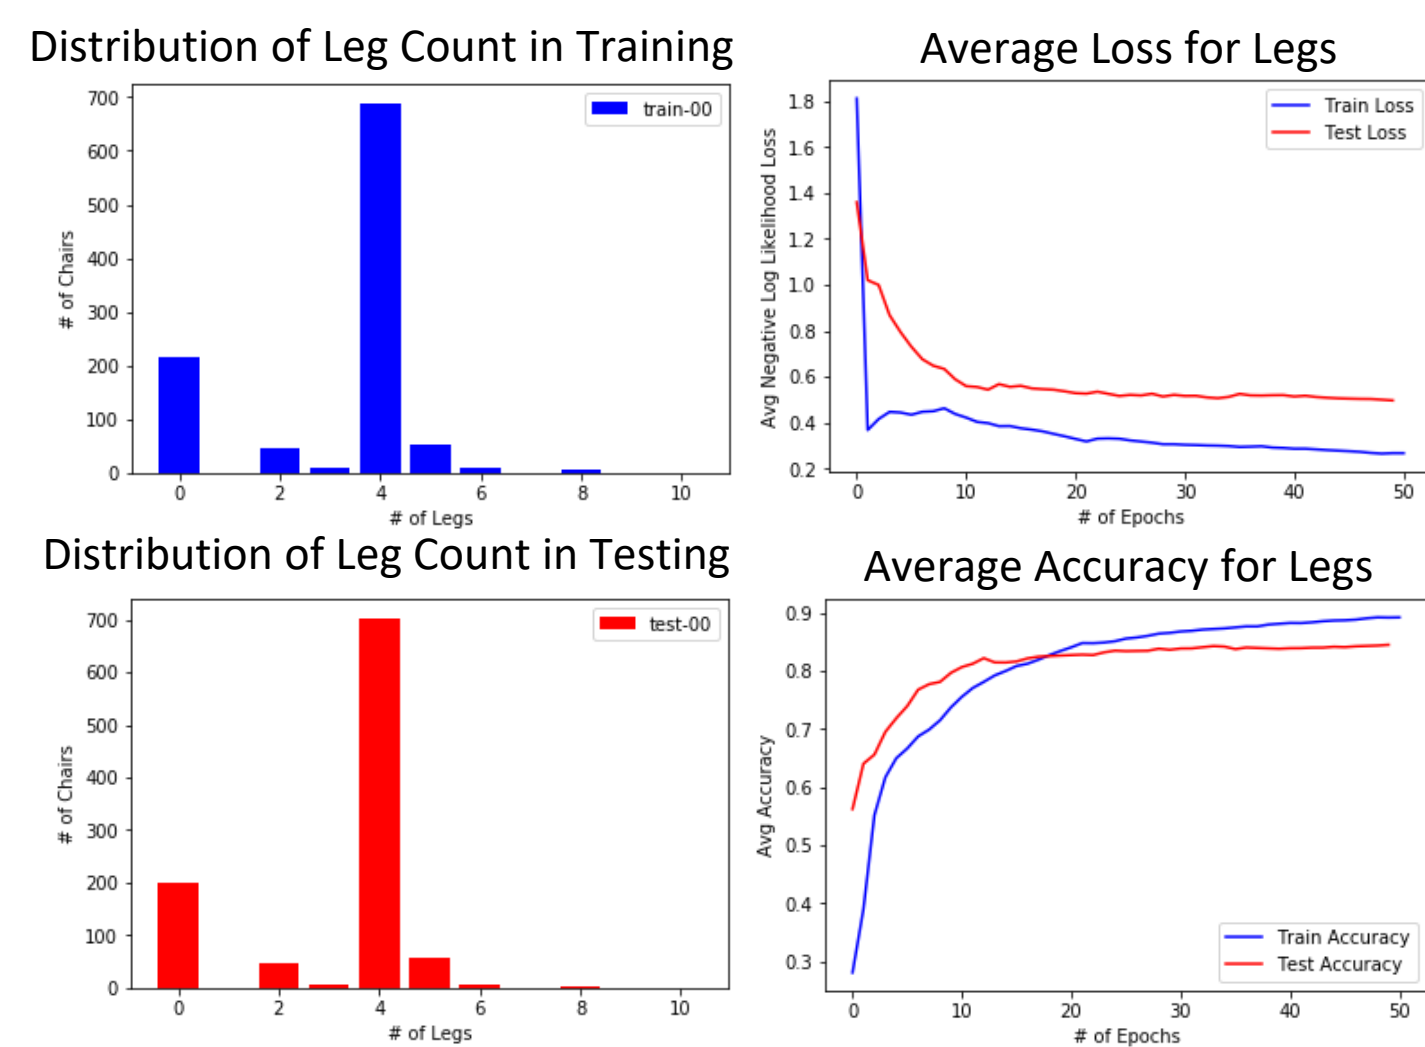 Distribution of Leg Count in Training
700
600
500
400
300
200
100
0
# of Chairs
train-00
0 2 4 6 8 10
# of Legs
Average Loss for Legs
1.8
1.6
1.4
1.2
1.0
0.8
0.6
0.4
0.2
Avg Negative Log Likelihood Loss
Train Loss
Test Loss
0 10 20 30 40 50
# of Epochs
Distribution of Leg Count in Testing
700
600
500
400
300
200
100
0
# of Chairs
test-00
0 2 4 6 8 10
# of Legs
Average Accuracy for Legs
0.9
0.8
0.7
0.6
0.5
0.4
0.3
Avg Accuracy
Train Accuracy
Test Accuracy
0 10 20 30 40 50
# of Epochs